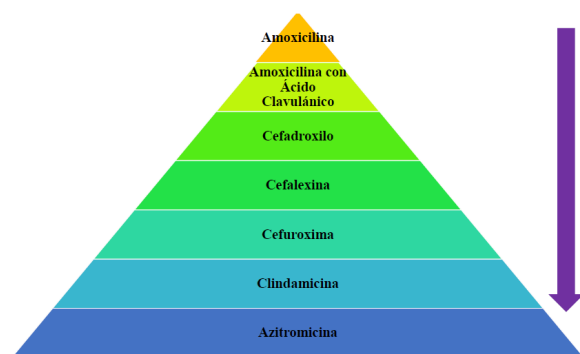 Amoxicilina
Amoxicilina con
Ácido
Clavulánico
Cefadroxilo
Cefalexina
Cefuroxima
Clindamicina
Azitromicina